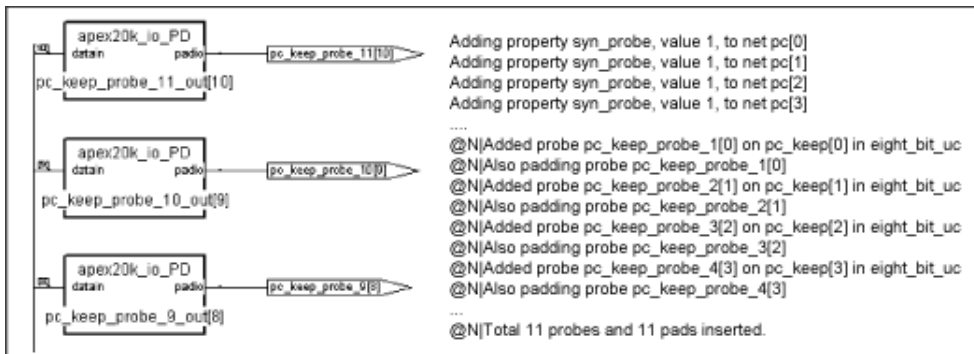 apex20k_io_PD
datain padio
pc_keep_probe_11[10]
pc_keep_probe_11_out[10]
apex20k_io_PD
datain padio
pc_keep_probe_10[9]
pc_keep_probe_10_out[9]
apex20k_io_PD
datain padio
pc_keep_probe_9[8]
pc_keep_probe_9_out[8]
Adding property syn_probe, value 1, to net pc[0]
Adding property syn_probe, value 1, to net pc[1]
Adding property syn_probe, value 1, to net pc[2]
Adding property syn_probe, value 1, to net pc[3]
....
@N|Added probe pc_keep_probe_1[0] on pc_keep[0] in eight_bit_uc
@N|Also padding probe pc_keep_probe_1[0]
@N|Added probe pc_keep_probe_2[1] on pc_keep[1] in eight_bit_uc
@N|Also padding probe pc_keep_probe_2[1]
@N|Added probe pc_keep_probe_3[2] on pc_keep[2] in eight_bit_uc
@N|Also padding probe pc_keep_probe_3[2]
@N|Added probe pc_keep_probe_4[3] on pc_keep[3] in eight_bit_uc
@N|Also padding probe pc_keep_probe_4[3]
...
@N|Total 11 probes and 11 pads inserted.